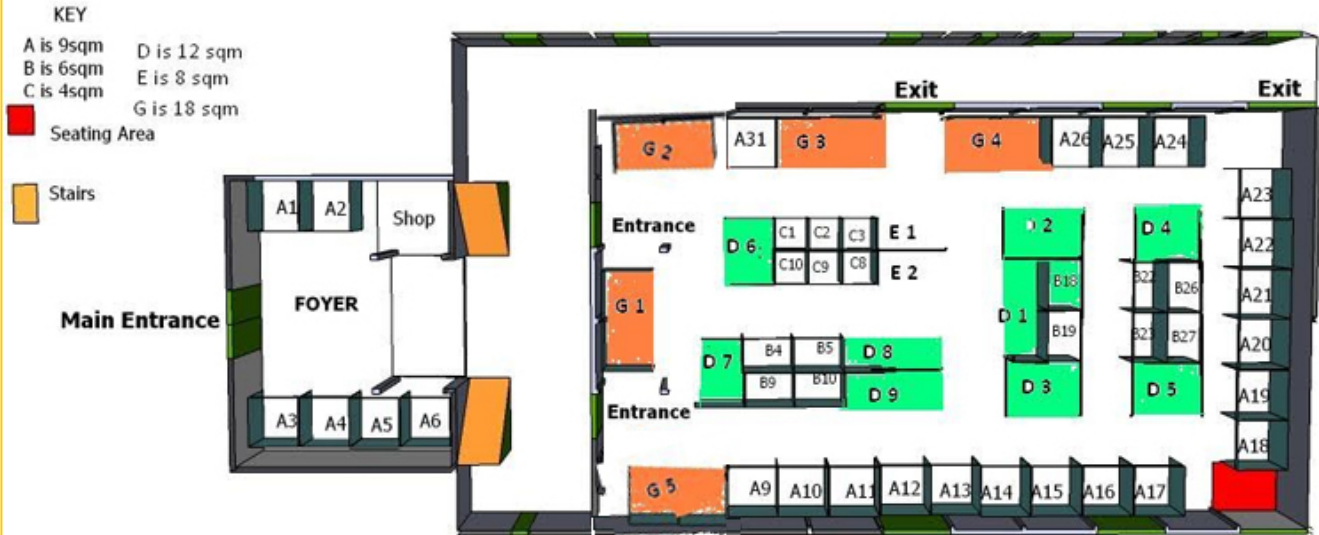 KEY
A is 9sqm
B is 6sqm
C is 4sqm
D is 12 sqm
E is 8 sqm
G is 18 sqm
Seating Area
Stairs
Exit
Exit
G 2
A31
G 3
G 4
A26
A25
A24
A1
A2
Shop
A23
Entrance
D 6
C1
C2
C3
E 1
C10
C9
C8
E 2
D 2
D 4
A22
FOYER
Main Entrance
G 1
D 1
B18
B19
B22
B26
B23
B27
A21
A20
D 7
B4
B5
D 8
B9
B10
D 9
D 3
D 5
A19
Entrance
A3
A4
A5
A6
A18
G 5
A9
A10
A11
A12
A13
A14
A15
A16
A17